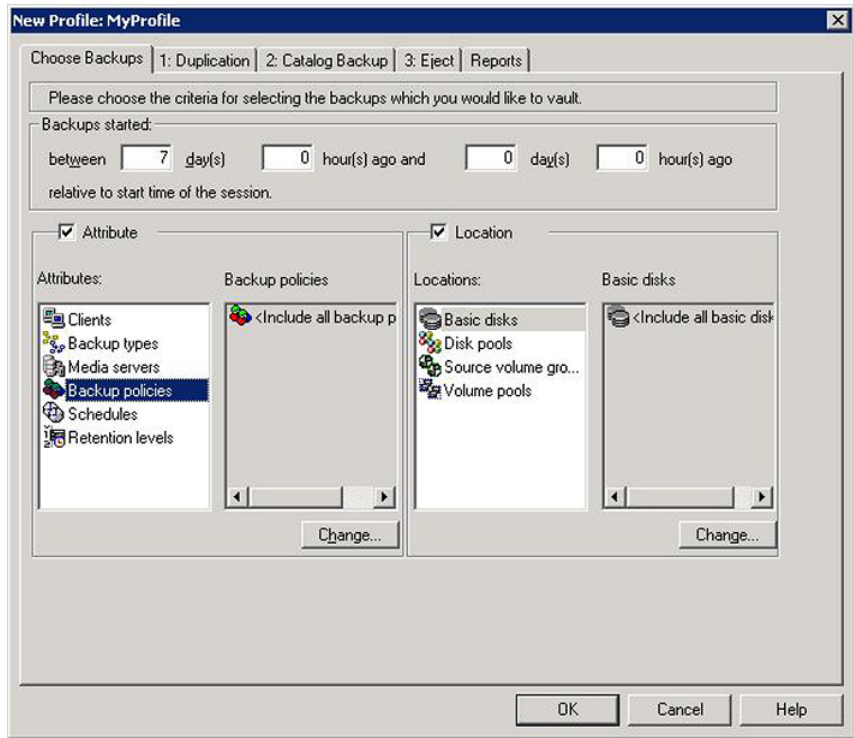 New Profile: MyProfile
Choose Backups 1: Duplication 2: Catalog Backup 3: Eject Reports
Please choose the criteria for selecting the backups which you would like to vault.
Backups started:
between 7 day(s) 0 hour(s) ago and 0 day(s) 0 hour(s) ago
relative to start time of the session.
Attribute
Attributes:
Clients
Backup types
Media servers
Backup policies
Schedules
Retention levels
Backup policies
<Include all backup p
Change...
Location
Locations:
Basic disks
Disk pools
Source volume gro...
Volume pools
Basic disks
<Include all basic disk
Change...
OK Cancel Help